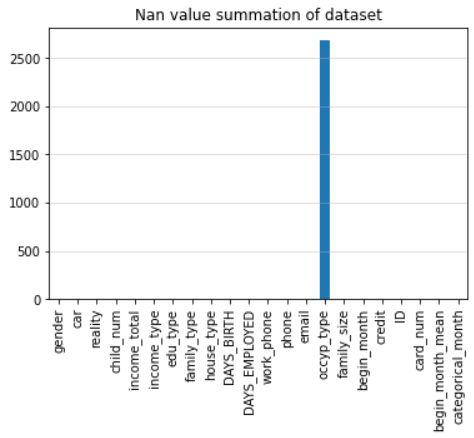 Nan value summation of dataset
2500
2000
1500
1000
500
0
gender
car
reality
child_num
income_total
income_type
edu_type
family_type
house_type
DAYS_BIRTH
DAYS_EMPLOYED
work_phone
phone
email
occyp_type
family_size
begin_month
credit
ID
card_num
begin_month_mean
categorical_month